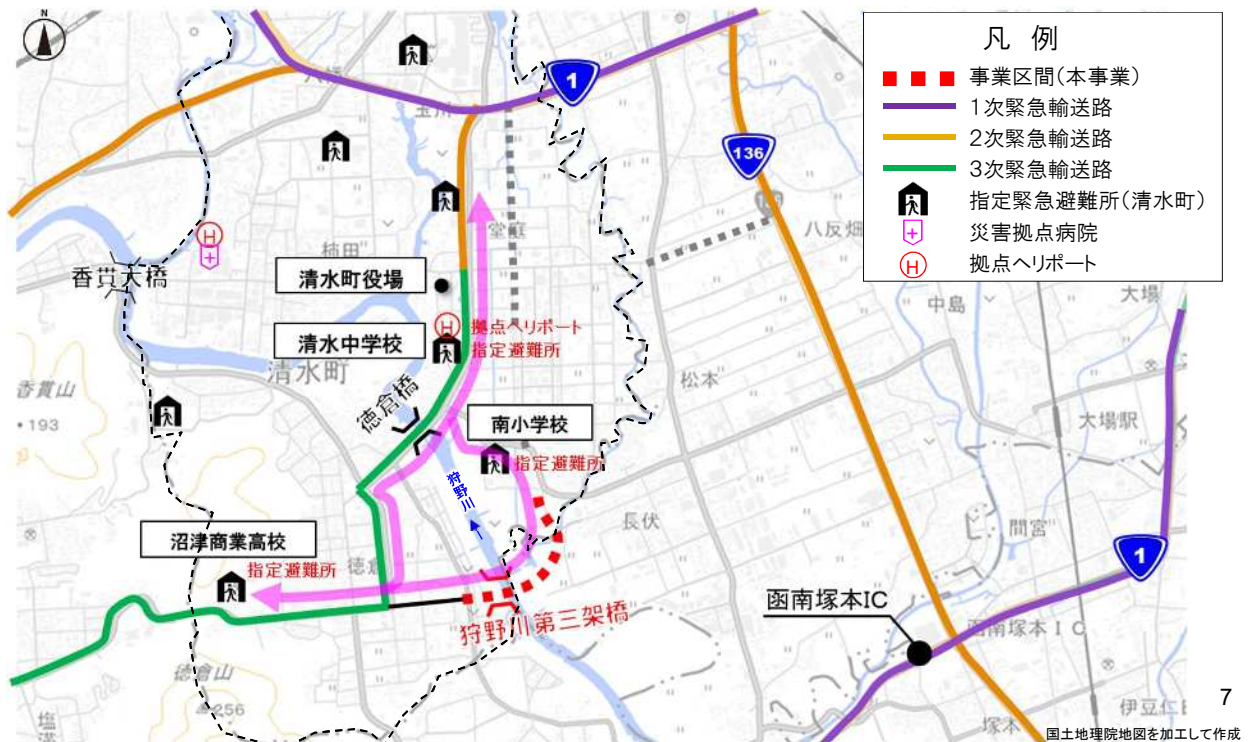 凡 例
事業区間(本事業)
1次緊急輸送路
2次緊急輸送路
3次緊急輸送路
指定緊急避難所(清水町)
災害拠点病院
H
拠点ヘリポート
1
136
八幡
玉川
堂庭
八反畑
柿田
H
香貫大橋
清水町役場
中島
大場
H 拠点ヘリポート
清水中学校
指定避難所
清水町
松本
香貫山
193
徳倉橋
大場駅
南小学校
指定避難所
狩野川
長伏
間宮
沼津商業高校
指定避難所
徳倉
1
狩野川第三架橋
函南塚本IC
函南塚本IC
徳倉山
256
塚本
伊豆仁田
7
国土地理院地図を加工して作成